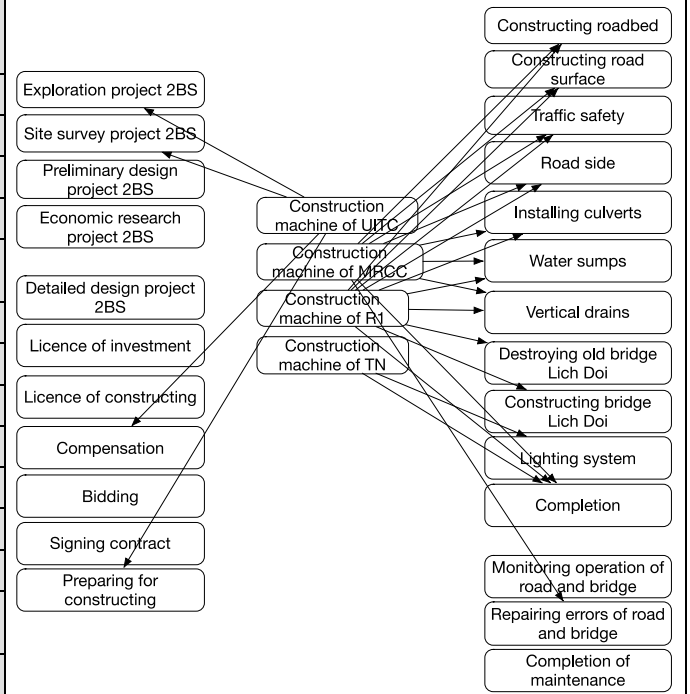 Exploration project 2BS
Site survey project 2BS
Preliminary design
project 2BS
Economic research
project 2BS
Detailed design project
2BS
Licence of investment
Licence of constructing
Compensation
Bidding
Signing contract
Preparing for
constructing
Construction
machine of UITC
Construction
machine of MRCC
Construction
machine of R1
Construction
machine of TN
Constructing roadbed
Constructing road
surface
Traffic safety
Road side
Installing culverts
Water sumps
Vertical drains
Destroying old bridge
Lich Doi
Constructing bridge
Lich Doi
Lighting system
Completion
Monitoring operation of
road and bridge
Repairing errors of road
and bridge
Completion of
maintenance